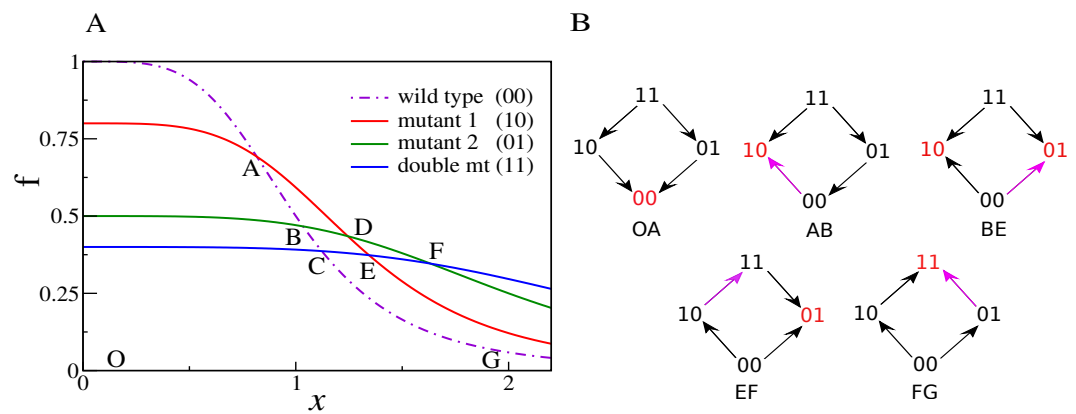 A
B
1
0.75
0.5
0.25
0
f
wild type (00)
mutant 1 (10)
mutant 2 (01)
double mt (11)
A
B
C
D
E
F
O
G
0
1
2
x
11
10
01
00
OA
11
10
01
00
AB
11
10
01
00
BE
11
10
01
00
EF
11
10
01
00
FG